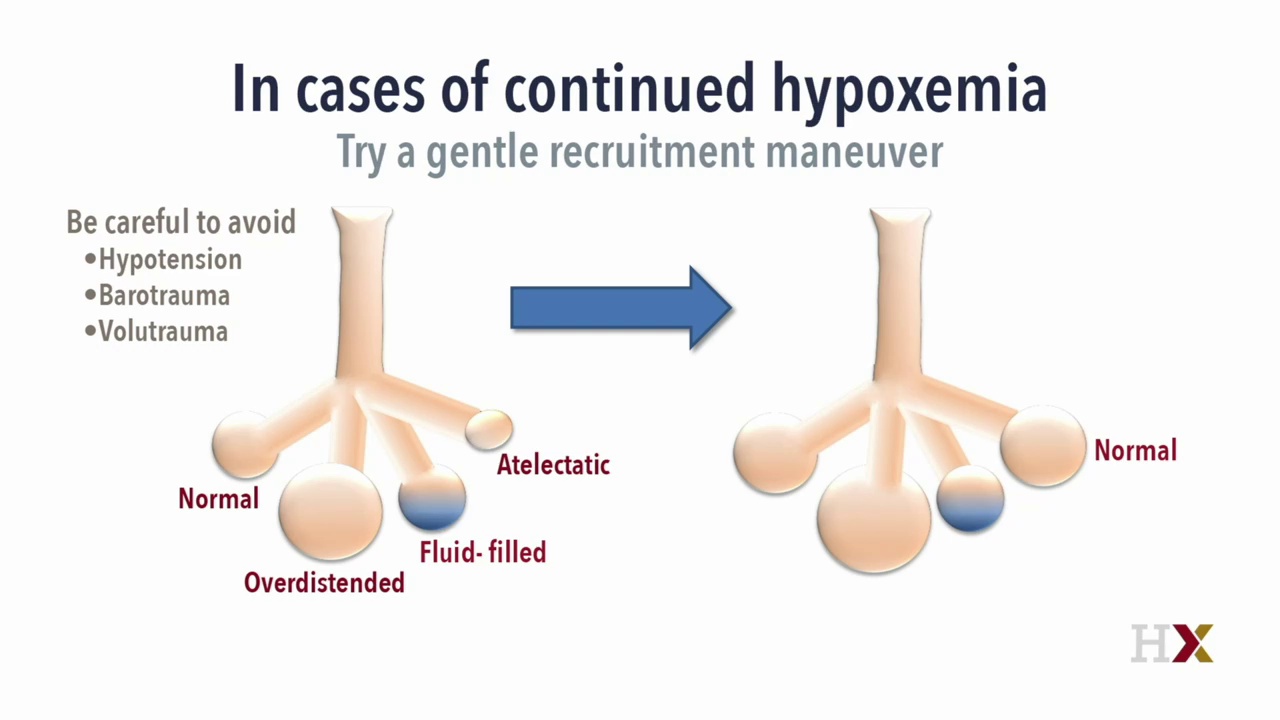 In cases of continued hypoxemia
Try a gentle recruitment maneuver
Be careful to avoid
•Hypotension
•Barotrauma
•Volutrauma
Normal
Overdistended
Fluid- filled
Atelectatic
Normal
HX